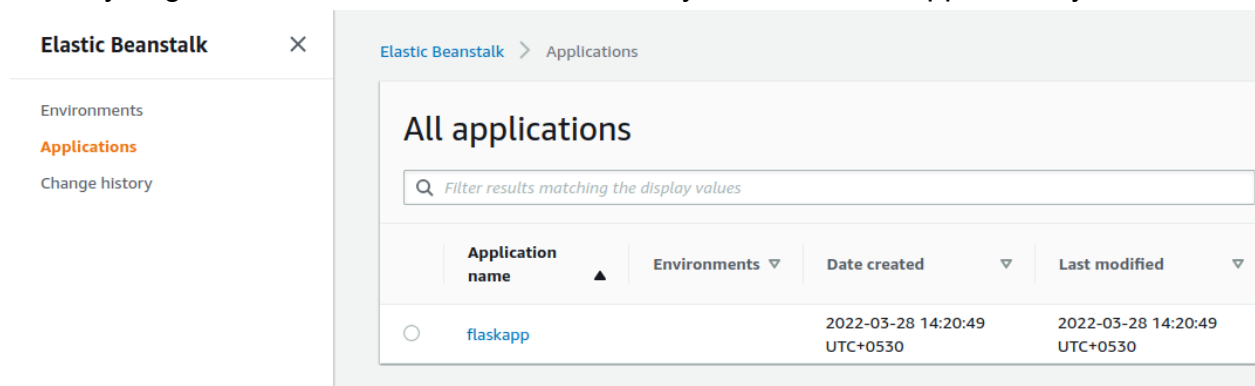 Elastic Beanstalk
Environments
Applications
Change history
Elastic Beanstalk > Applications
All applications
Filter results matching the display values
Application name
Environments
Date created
Last modified
flaskapp
2022-03-28 14:20:49
UTC+0530
2022-03-28 14:20:49
UTC+0530